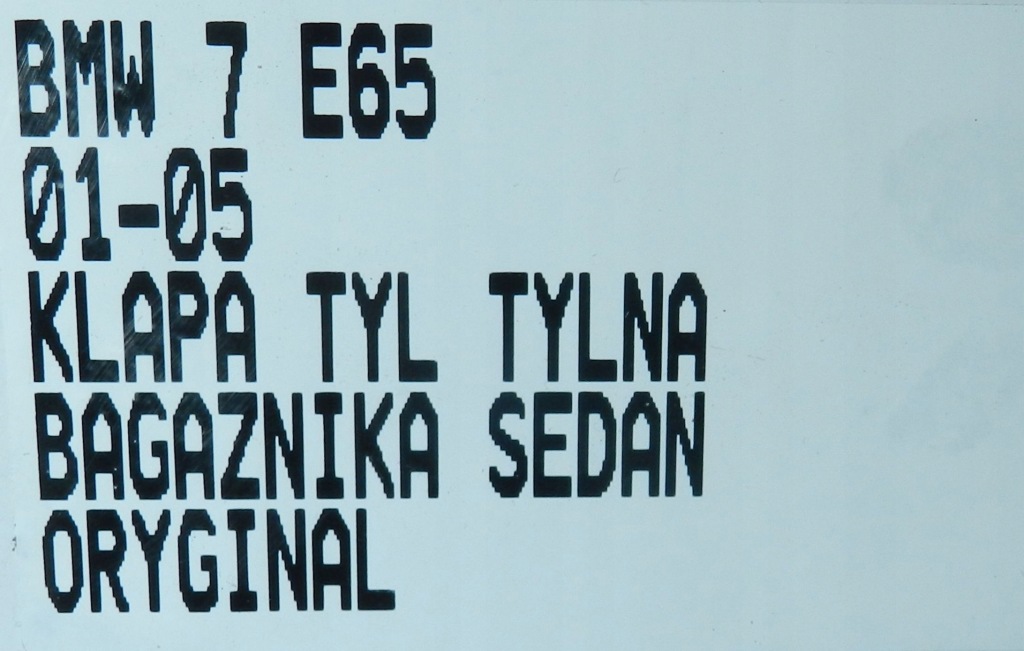 BMW 7 E65
01-05
KLAPA TYL TYLNA
BAGAZNIKA SEDAN
ORYGINAL